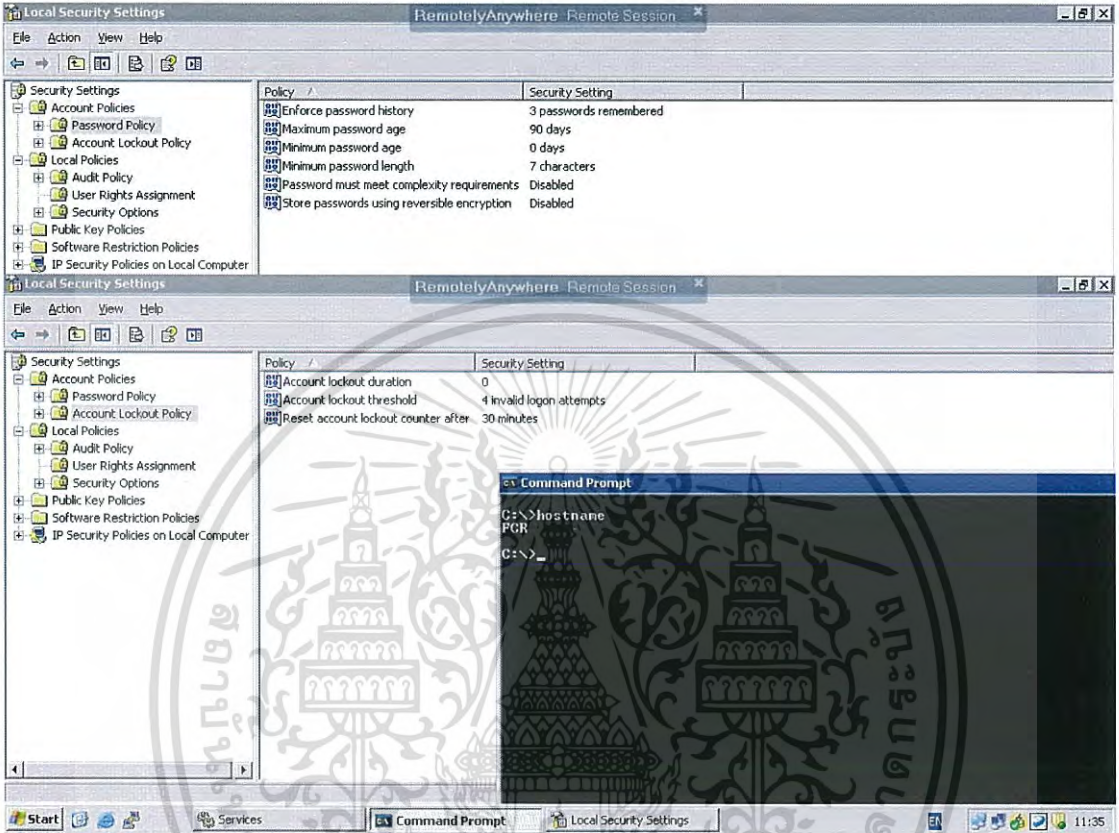 Local Security Settings
RemotelyAnywhere Remote Session
File Action View Help
Security Settings
Account Policies
Password Policy
Account Lockout Policy
Local Policies
Audit Policy
User Rights Assignment
Security Options
Public Key Policies
Software Restriction Policies
IP Security Policies on Local Computer
Policy Security Setting
Enforce password history 3 passwords remembered
Maximum password age 90 days
Minimum password age 0 days
Minimum password length 7 characters
Password must meet complexity requirements Disabled
Store passwords using reversible encryption Disabled
Local Security Settings
RemotelyAnywhere Remote Session
File Action View Help
Security Settings
Account Policies
Password Policy
Account Lockout Policy
Local Policies
Audit Policy
User Rights Assignment
Security Options
Public Key Policies
Software Restriction Policies
IP Security Policies on Local Computer
Policy Security Setting
Account lockout duration 0
Account lockout threshold 4 invalid logon attempts
Reset account lockout counter after 30 minutes
Command Prompt
C:\>hostname
PCR
C:\>_
Start Services Command Prompt Local Security Settings EN 11:35